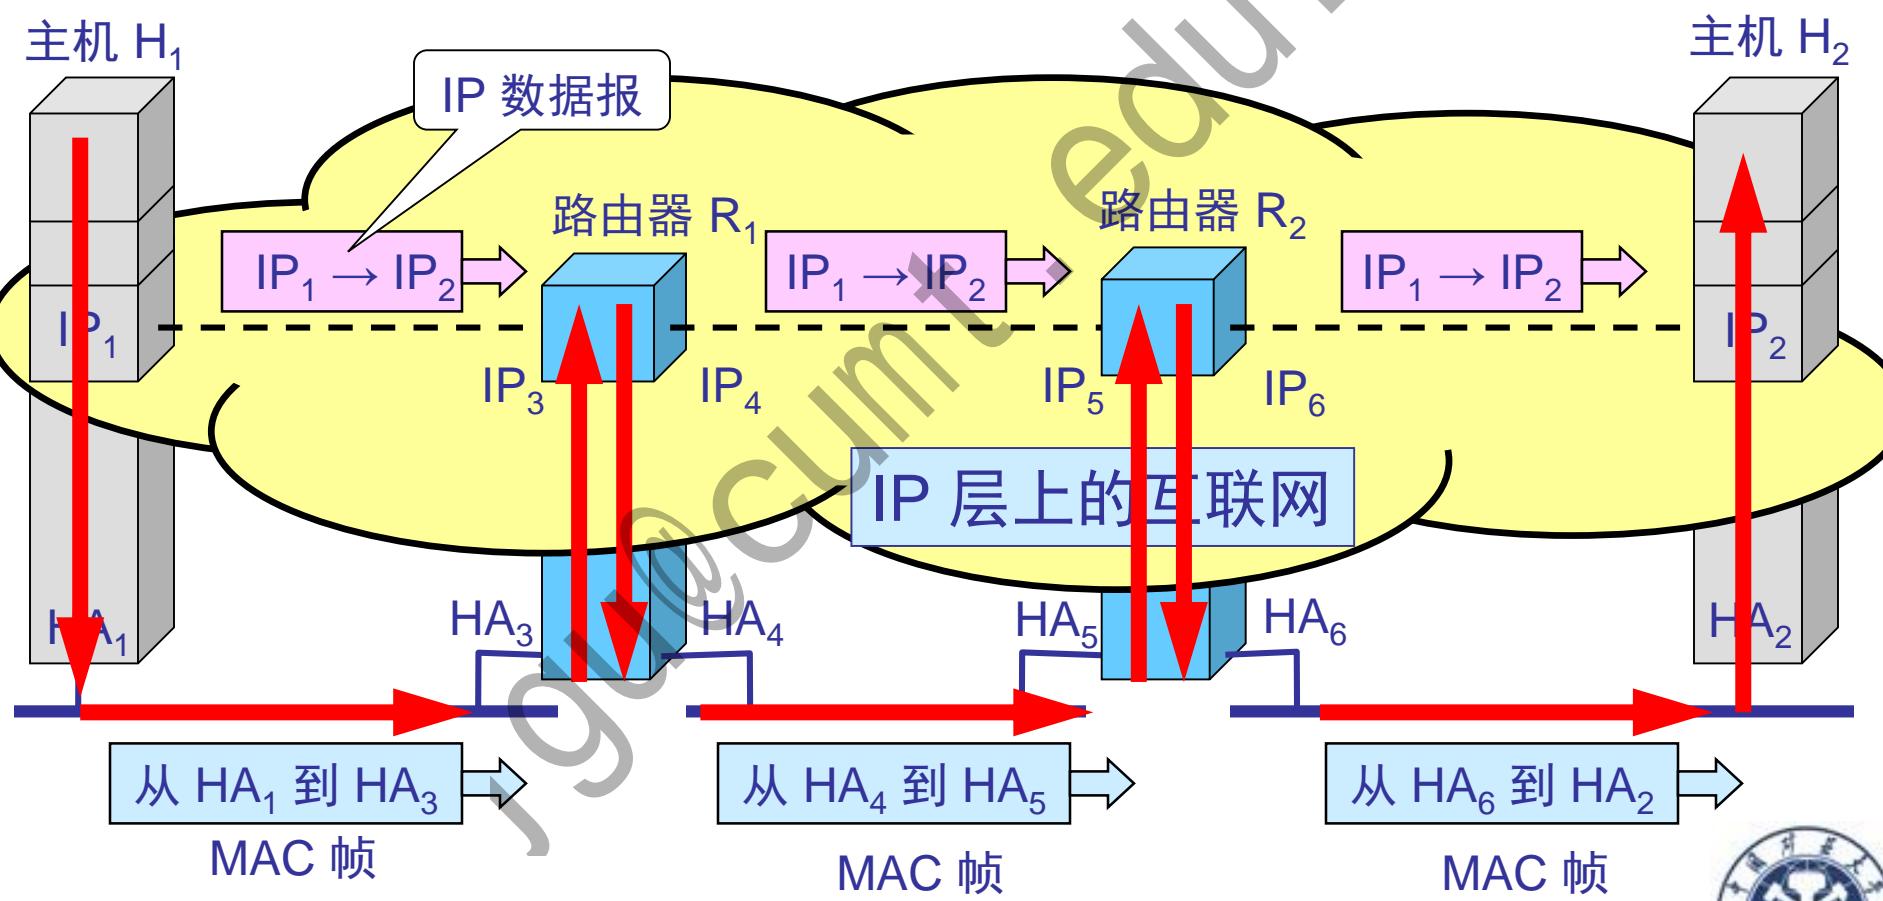 主机 H₁
主机 H₂
IP 数据报
路由器 R₁
路由器 R₂
IP₁ → IP₂
IP₁ → IP₂
IP₁ → IP₂
IP₁
IP₂
IP₃
IP₄
IP₅
IP₆
IP 层上的互联网
HA₁
HA₃
HA₄
HA₅
HA₆
HA₂
从 HA₁ 到 HA₃
从 HA₄ 到 HA₅
从 HA₆ 到 HA₂
MAC 帧
MAC 帧
MAC 帧